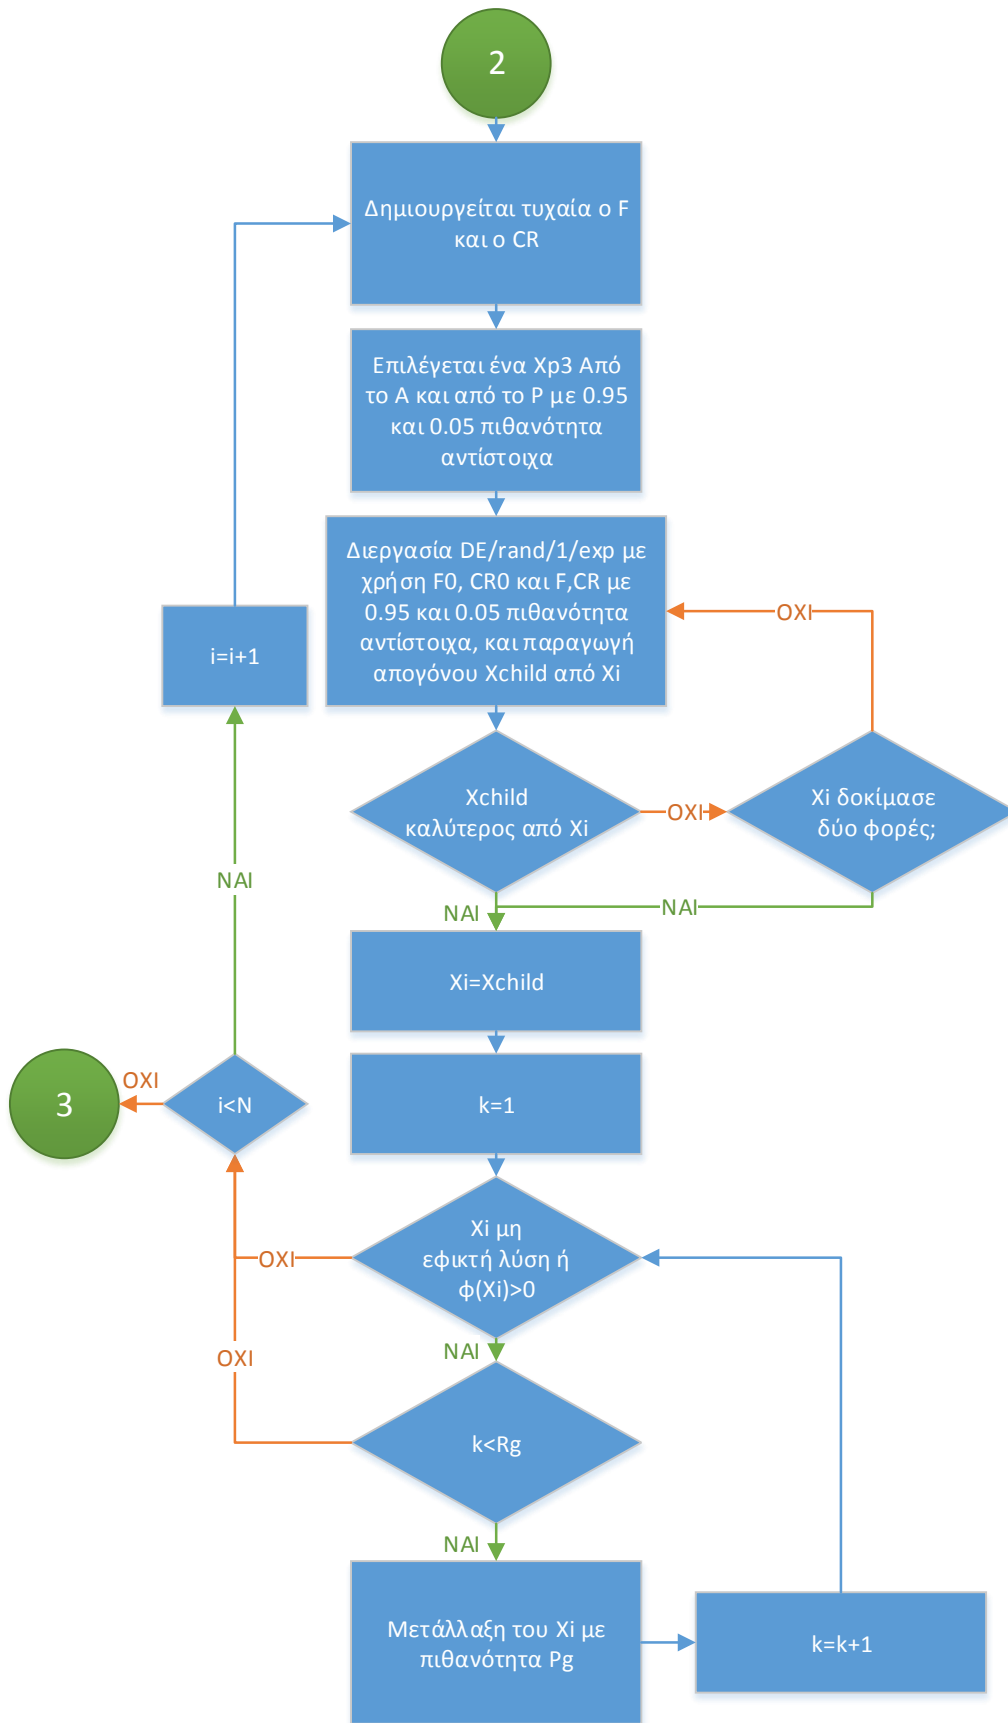 2
Δημιουργείται τυχαία ο F
και ο CR
Επιλέγεται ένα Xp3 Από
το Α και από το P με 0.95
και 0.05 πιθανότητα
αντίστοιχα
Διεργασία DE/rand/1/exp με
χρήση F0, CR0 και F,CR με
0.95 και 0.05 πιθανότητα
αντίστοιχα, και παραγωγή
απογόνου Xchild από Xi
ΟΧΙ
i=i+1
Xchild
καλύτερος από Xi
ΟΧΙ
Xi δοκίμασε
δύο φορές;
ΝΑΙ
ΝΑΙ
ΝΑΙ
Xi=Xchild
k=1
3
ΟΧΙ
i<N
Xi μη
εφικτή λύση ή
φ(Xi)>0
ΟΧΙ
ΝΑΙ
ΟΧΙ
k<Rg
ΝΑΙ
Μετάλλαξη του Xi με
πιθανότητα Pg
k=k+1